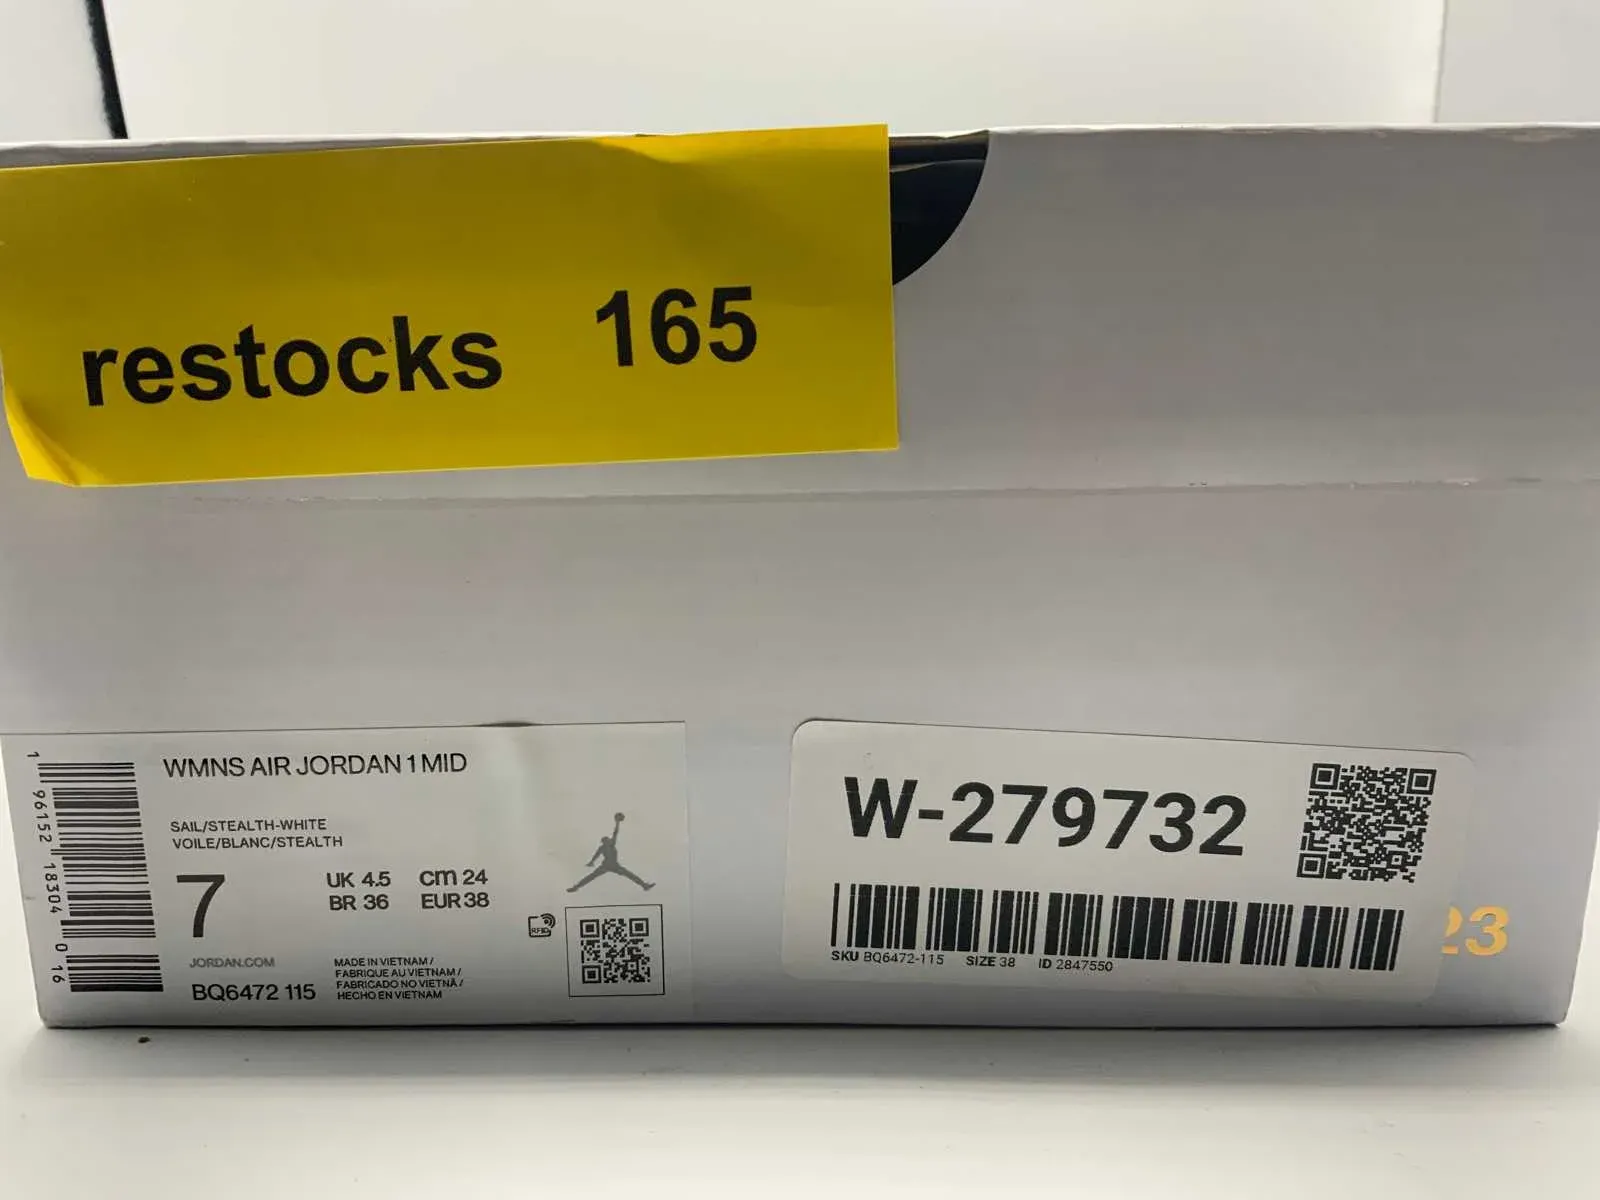 restocks 165
WMNS AIR JORDAN 1 MID
SAIL/STEALTH-WHITE
VOILE/BLANC/STEALTH
7
UK 4.5 cm 24
BR 36 EUR 38
RFID
JORDAN.COM
BQ6472 115
MADE IN VIETNAM /
FABRIQUE AU VIETNAM /
FABRICADO NO VIETNÃ /
HECHO EN VIETNAM
1 96152 18304 0 16
W-279732
SKU BQ6472-115 SIZE 38 ID 2847550
23